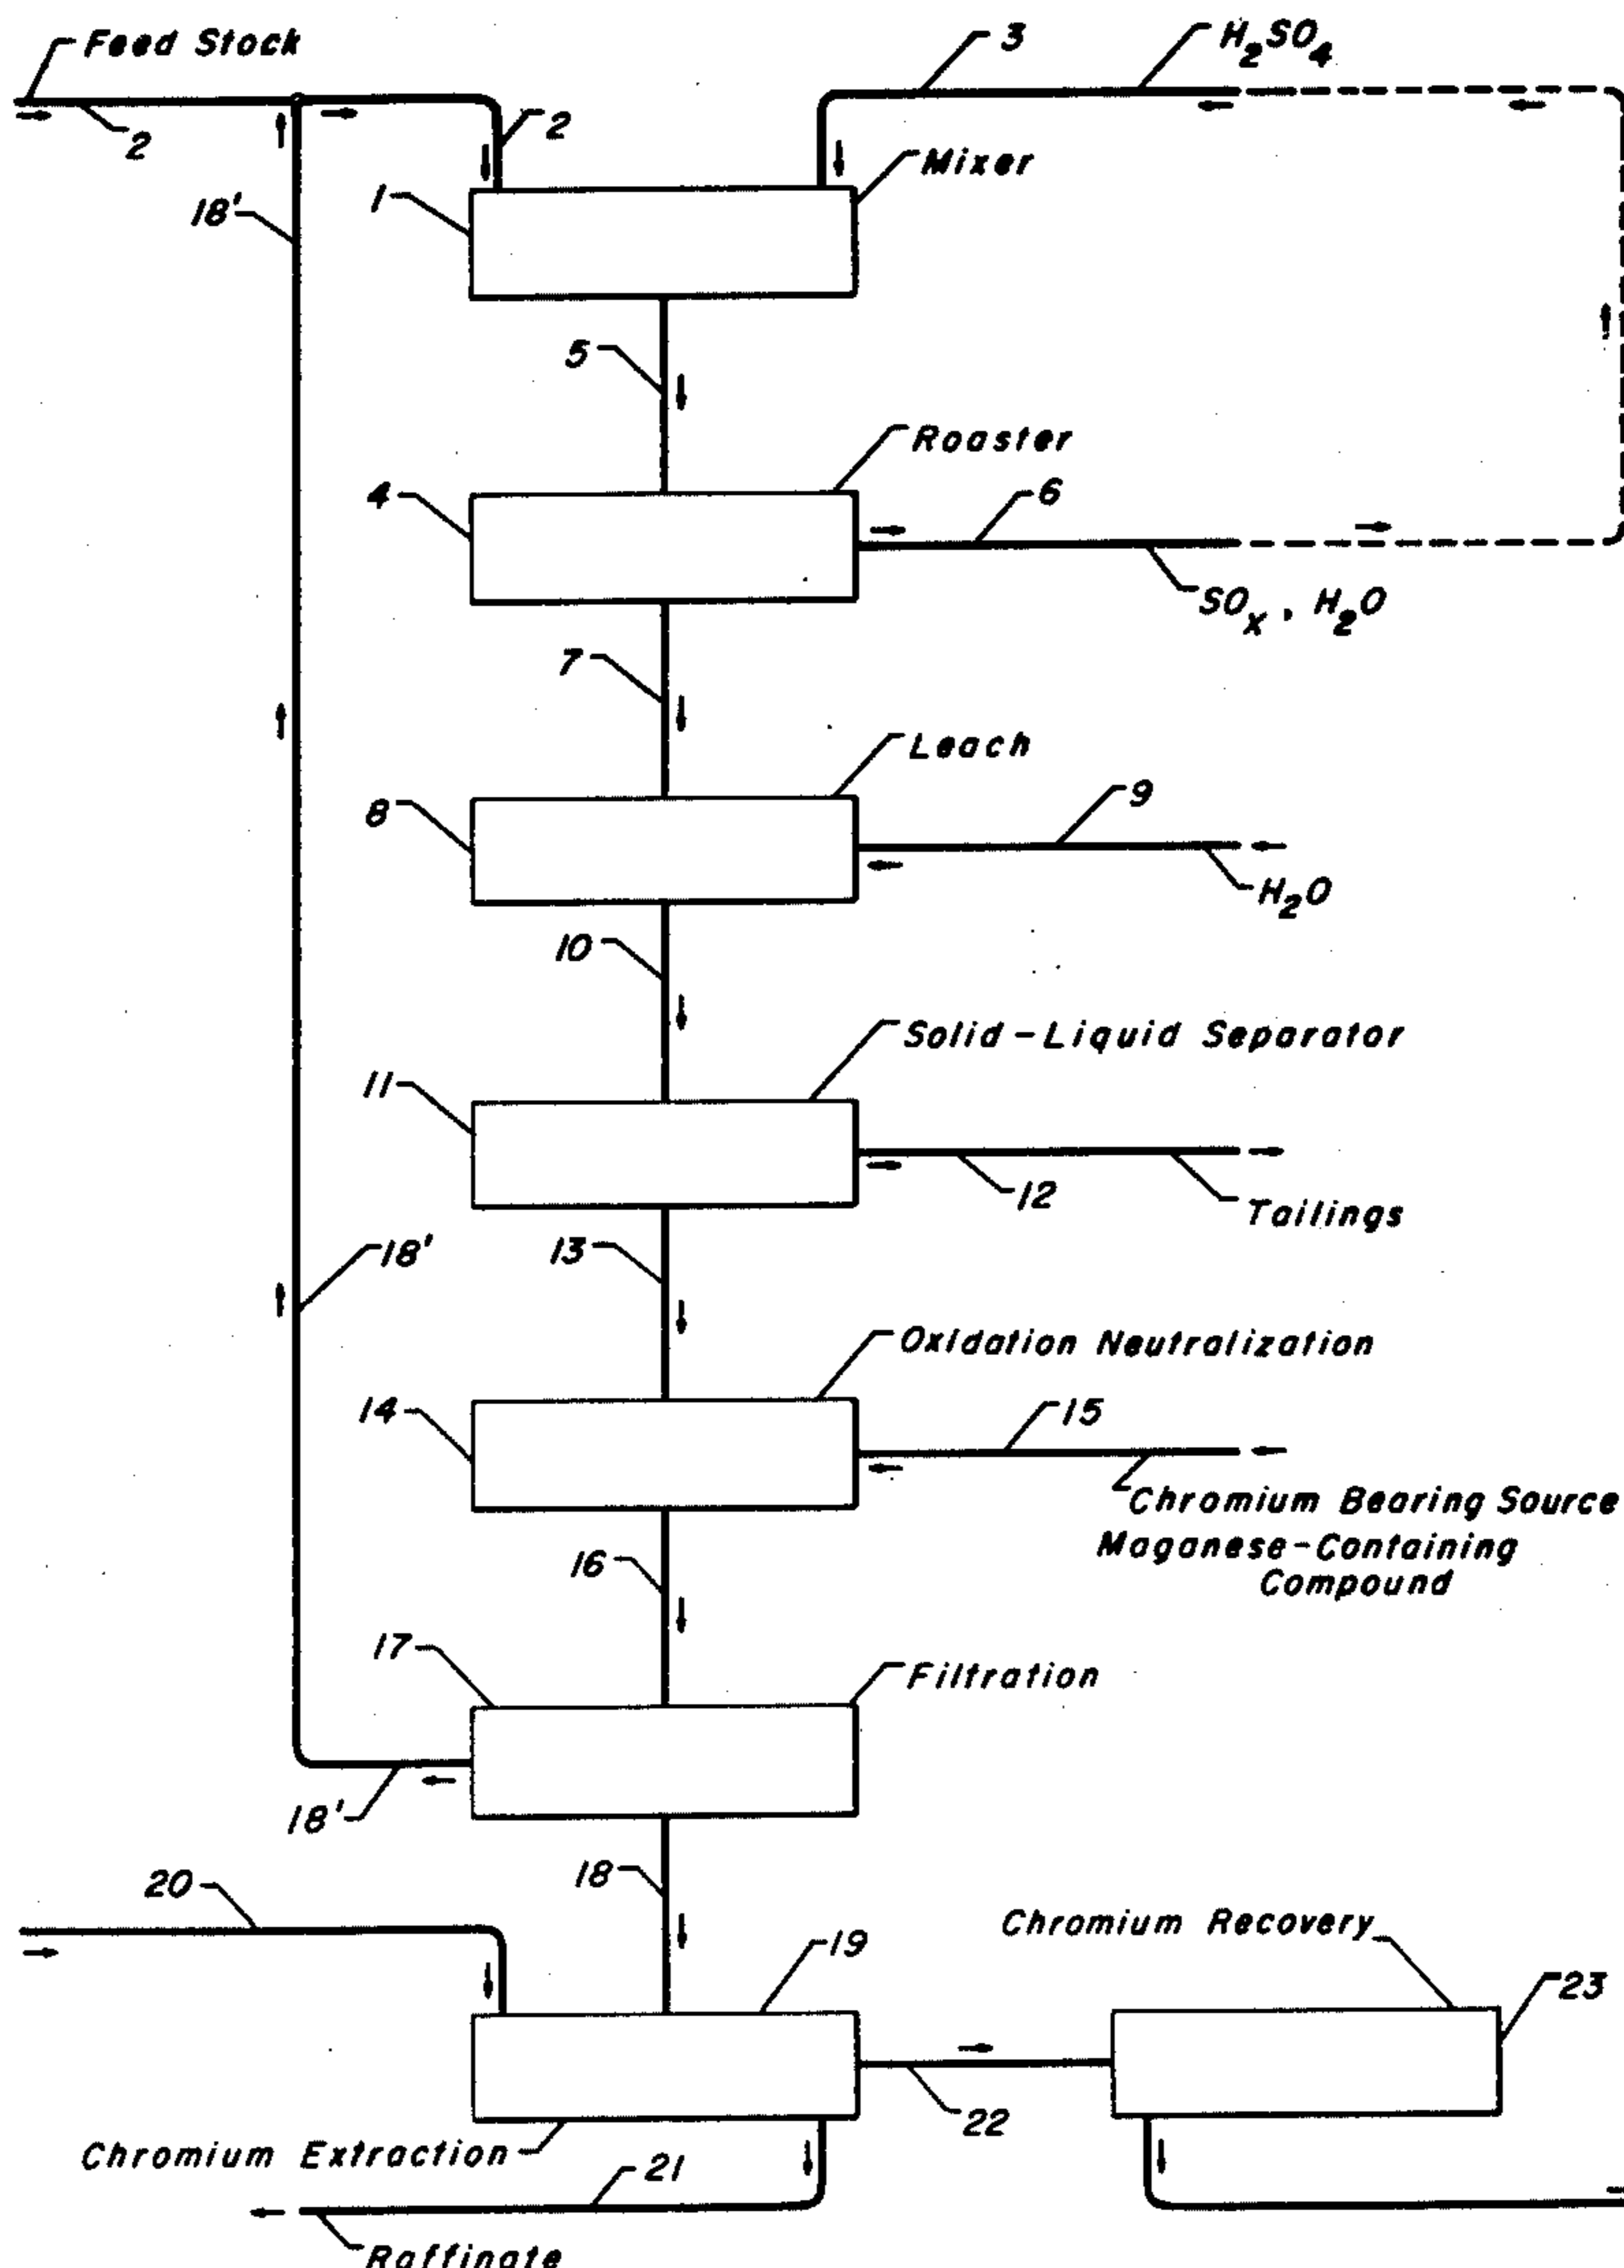 Feed Stock
3
H2SO4
2
2
Mixer
1
18'
5
Roaster
4
6
SOx, H2O
7
Leach
8
9
H2O
10
Solid-Liquid Separator
11
12
Tailings
13
18'
Oxidation Neutralization
14
15
Chromium Bearing Source
Maganese-Containing
Compound
16
17
Filtration
18'
18
20
19
Chromium Recovery
23
22
Chromium Extraction
21
Raffinate